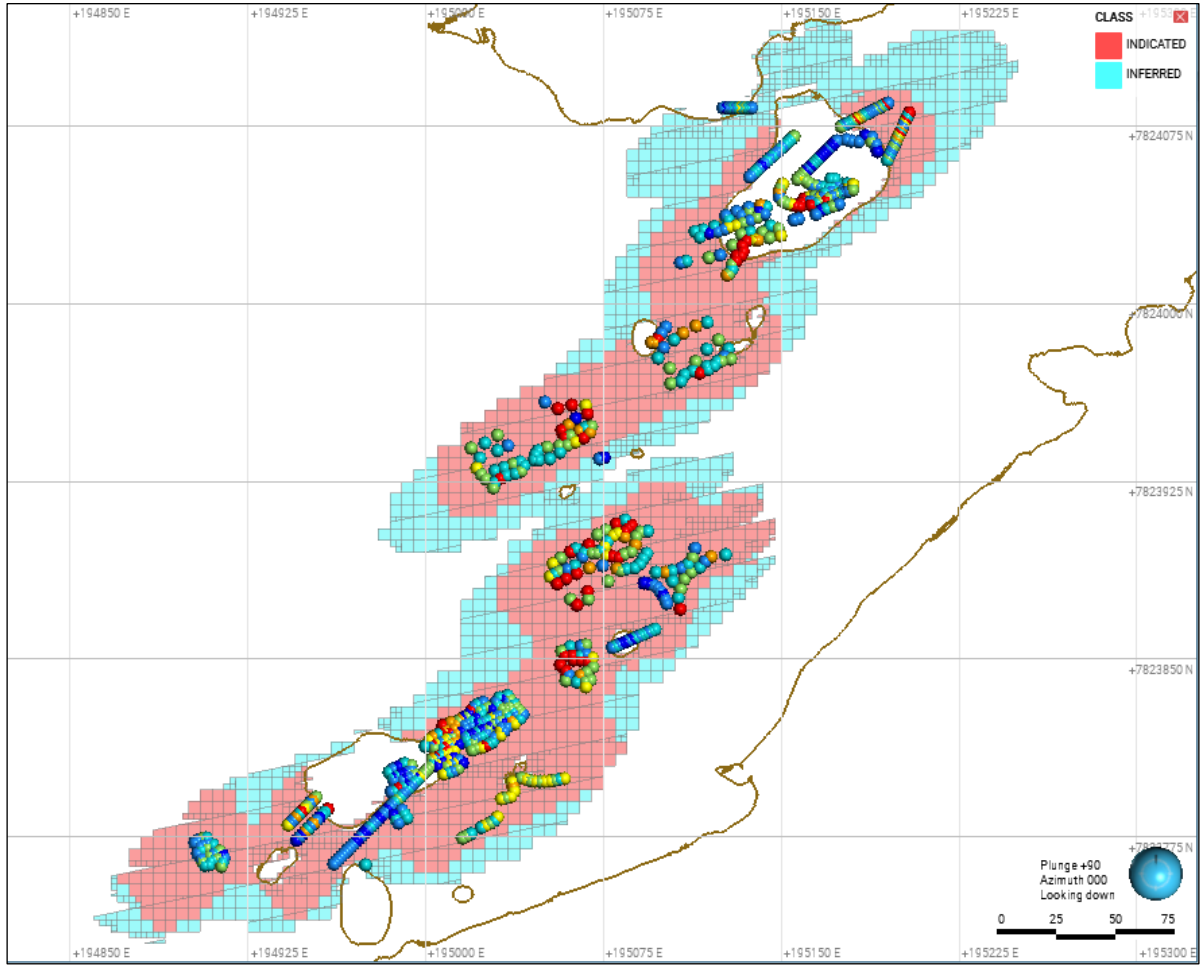 +194850 E +194925 E +195000 E +195075 E +195150 E +195225 E
CLASS
INDICATED
INFERRED
+7824075 N
+7824000 N
+7823925 N
+7823850 N
Plunge +90
Azimuth 000
Looking down
0 25 50 75
+194850 E +194925 E +195000 E +195075 E +195150 E +195225 E +195300 E